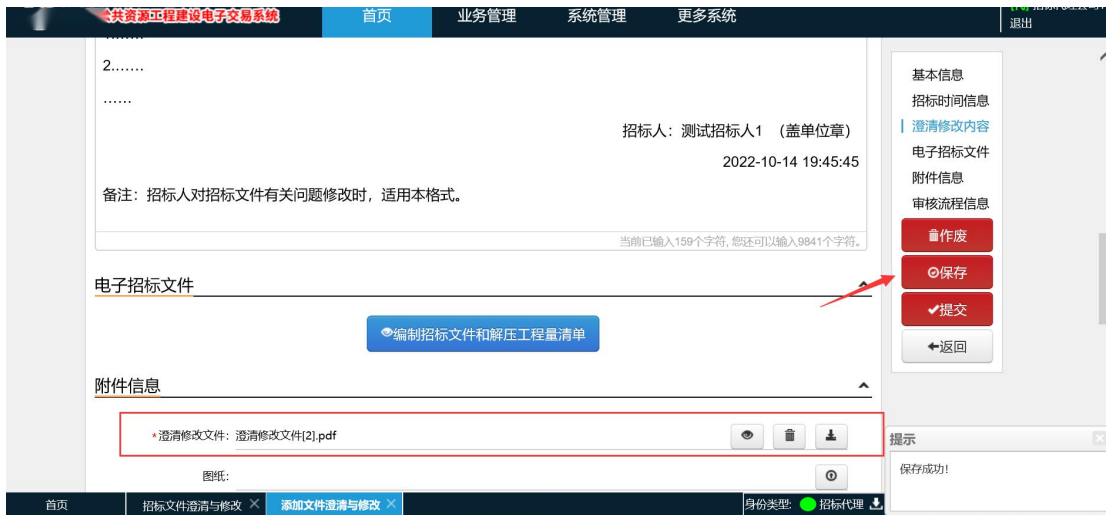 共资源工程建设电子交易系统 首页 业务管理 系统管理 更多系统
退出
2.……
……
招标人：测试招标人1 （盖单位章）
2022-10-14 19:45:45
备注：招标人对招标文件有关问题修改时，适用本格式。
当前已输入159个字符, 您还可以输入9841个字符。
电子招标文件
编制招标文件和解压工程量清单
附件信息
*澄清修改文件: 澄清修改文件[2].pdf
图纸:
基本信息
招标时间信息
澄清修改内容
电子招标文件
附件信息
审核流程信息
作废
保存
提交
返回
提示
保存成功!
首页 招标文件澄清与修改 添加文件澄清与修改 身份类型: 招标代理